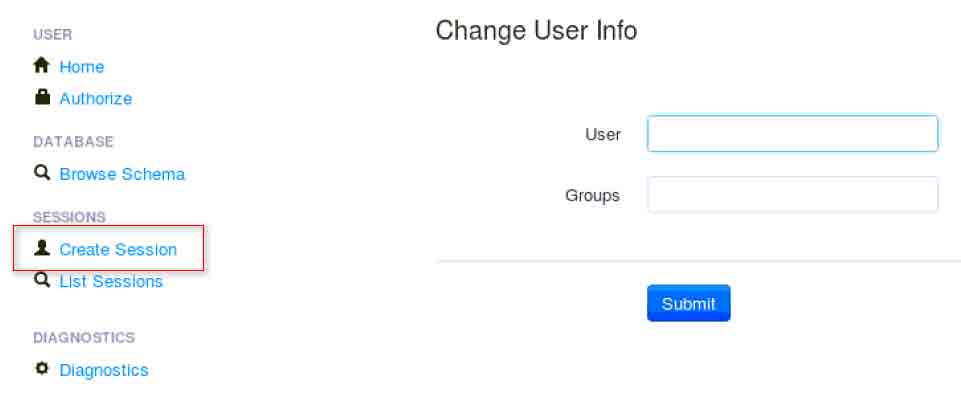 USER
Home
Authorize
DATABASE
Browse Schema
SESSIONS
Create Session
List Sessions
DIAGNOSTICS
Diagnostics
Change User Info
User
Groups
Submit